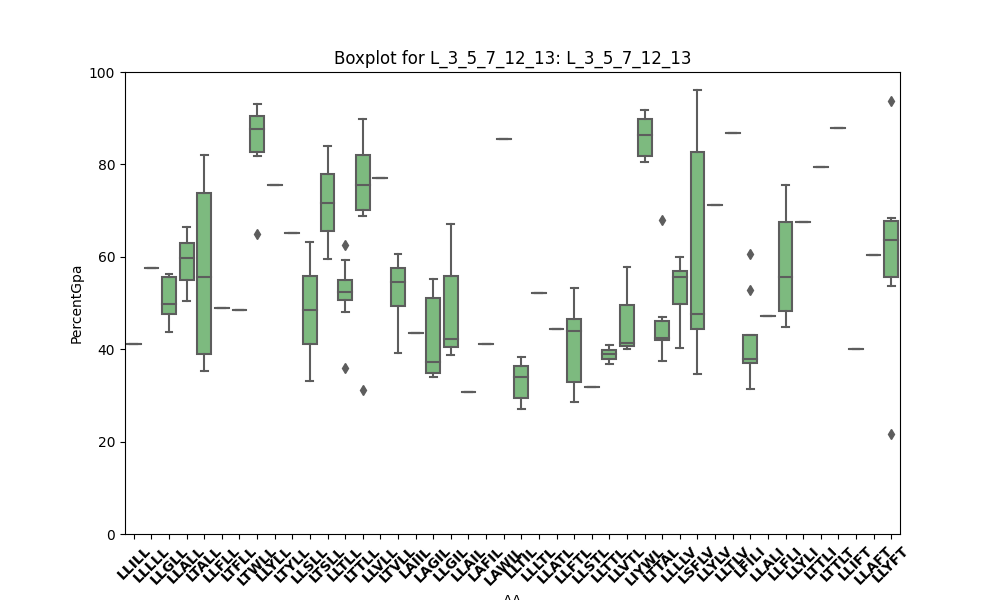 Boxplot for L_3_5_7_12_13: L_3_5_7_12_13
100
80
60
40
20
0
PercentGpa
LLILL LLLLL LLGLL LLALL LTALL LLFLL LTFLL LTWLL LLYLL LTYLL LLSLL LTSLL LLTLL LTTLL LLVLL LTVLL LAIIL LAGIL LLGIL LLAIL LAFIL LAWIL LLIIL LLLTL LLATL LLFTL LLSTL LLTTL LLVTL LIYWL LTTAL LLLLV LSFLV LLYLV LLTLV LFILI LLALI LLFLI LLYLI LTTLI LTTLT LLIFT LLAFT LLYFT
AA